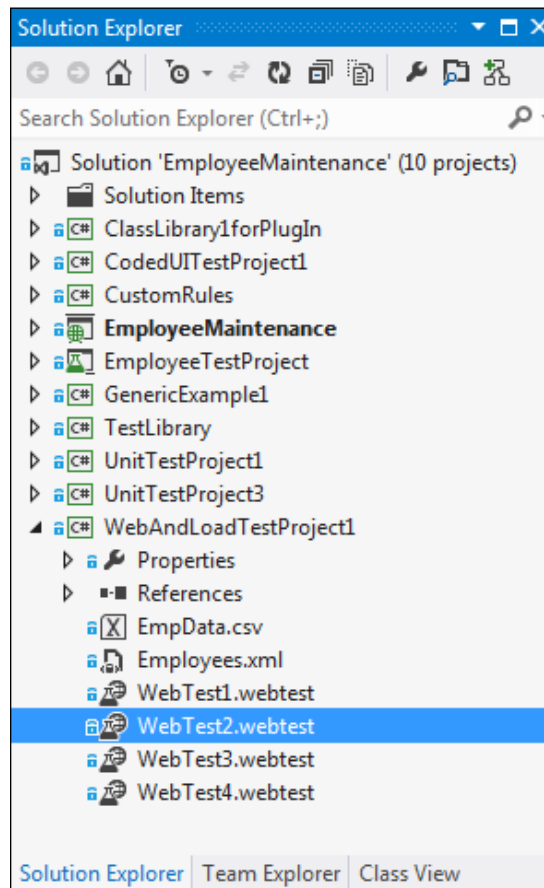 Solution Explorer
Search Solution Explorer (Ctrl+;)
Solution 'EmployeeMaintenance' (10 projects)
Solution Items
C# ClassLibrary1forPlugIn
C# CodedUITestProject1
C# CustomRules
EmployeeMaintenance
EmployeeTestProject
C# GenericExample1
C# TestLibrary
C# UnitTestProject1
C# UnitTestProject3
C# WebAndLoadTestProject1
Properties
References
EmpData.csv
Employees.xml
WebTest1.webtest
WebTest2.webtest
WebTest3.webtest
WebTest4.webtest
Solution Explorer Team Explorer Class View